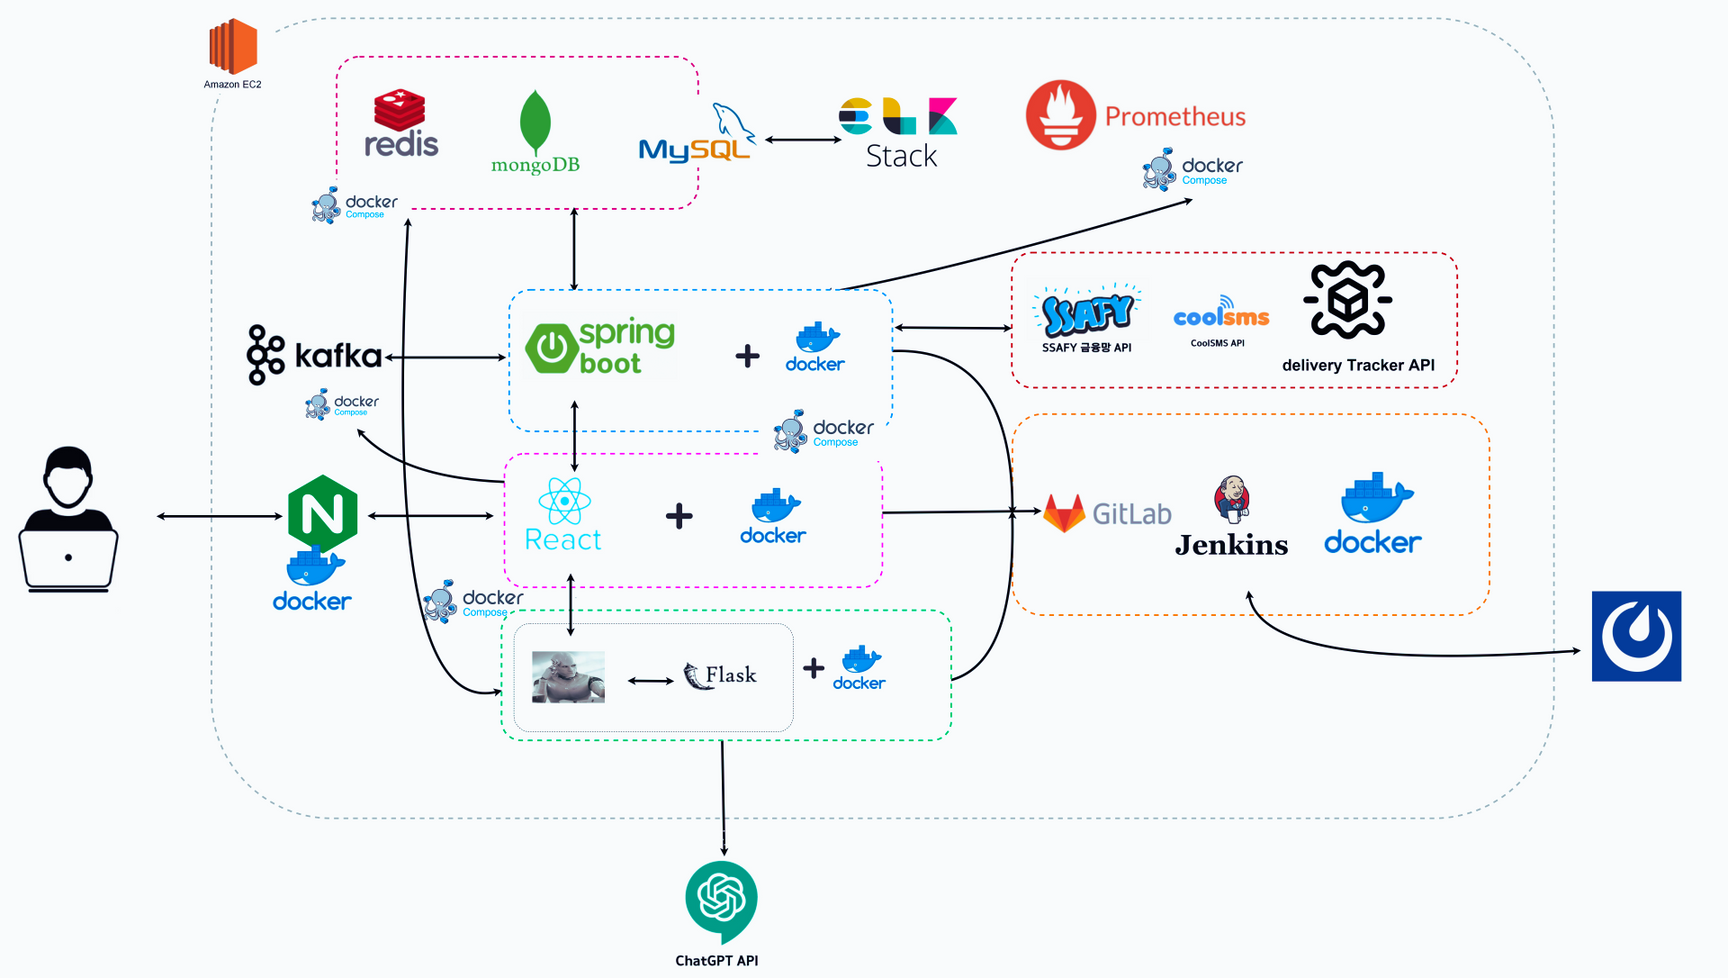 Amazon EC2
redis
mongoDB
MySQL
Stack
Prometheus
docker
Compose
docker
Compose
SSAFY
SSAFY 금융망 API
coolsms
CoolSMS API
delivery Tracker API
kafka
docker
Compose
spring
boot
+
docker
docker
Compose
N
docker
React
+
docker
GitLab
Jenkins
docker
docker
Compose
Flask
+
docker
ChatGPT API